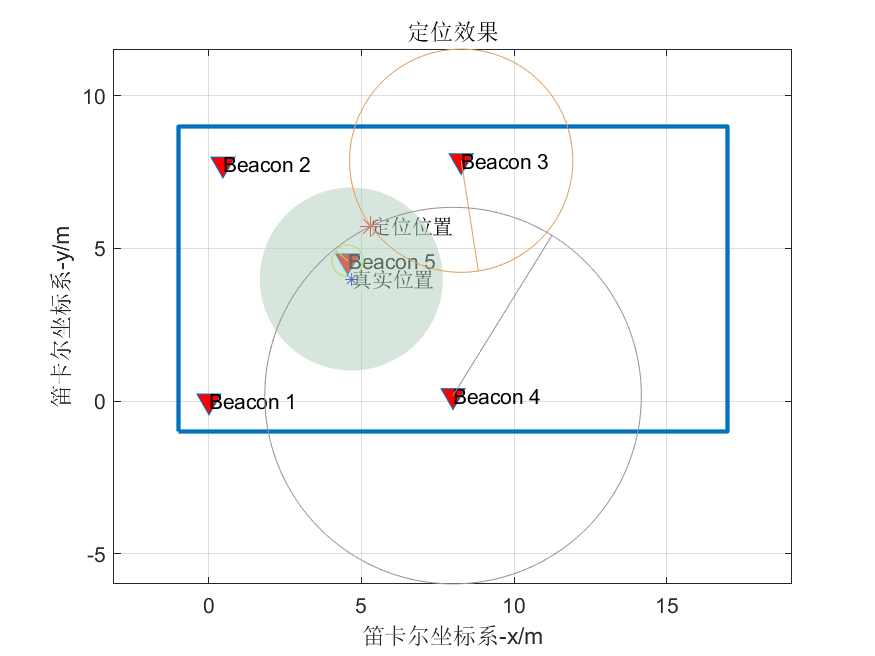 定位效果
10
Beacon 2
Beacon 3
定位位置
5
Beacon 5
真实位置
0
Beacon 1
Beacon 4
-5
0
5
10
15
笛卡尔坐标系-x/m
笛卡尔坐标系-y/m